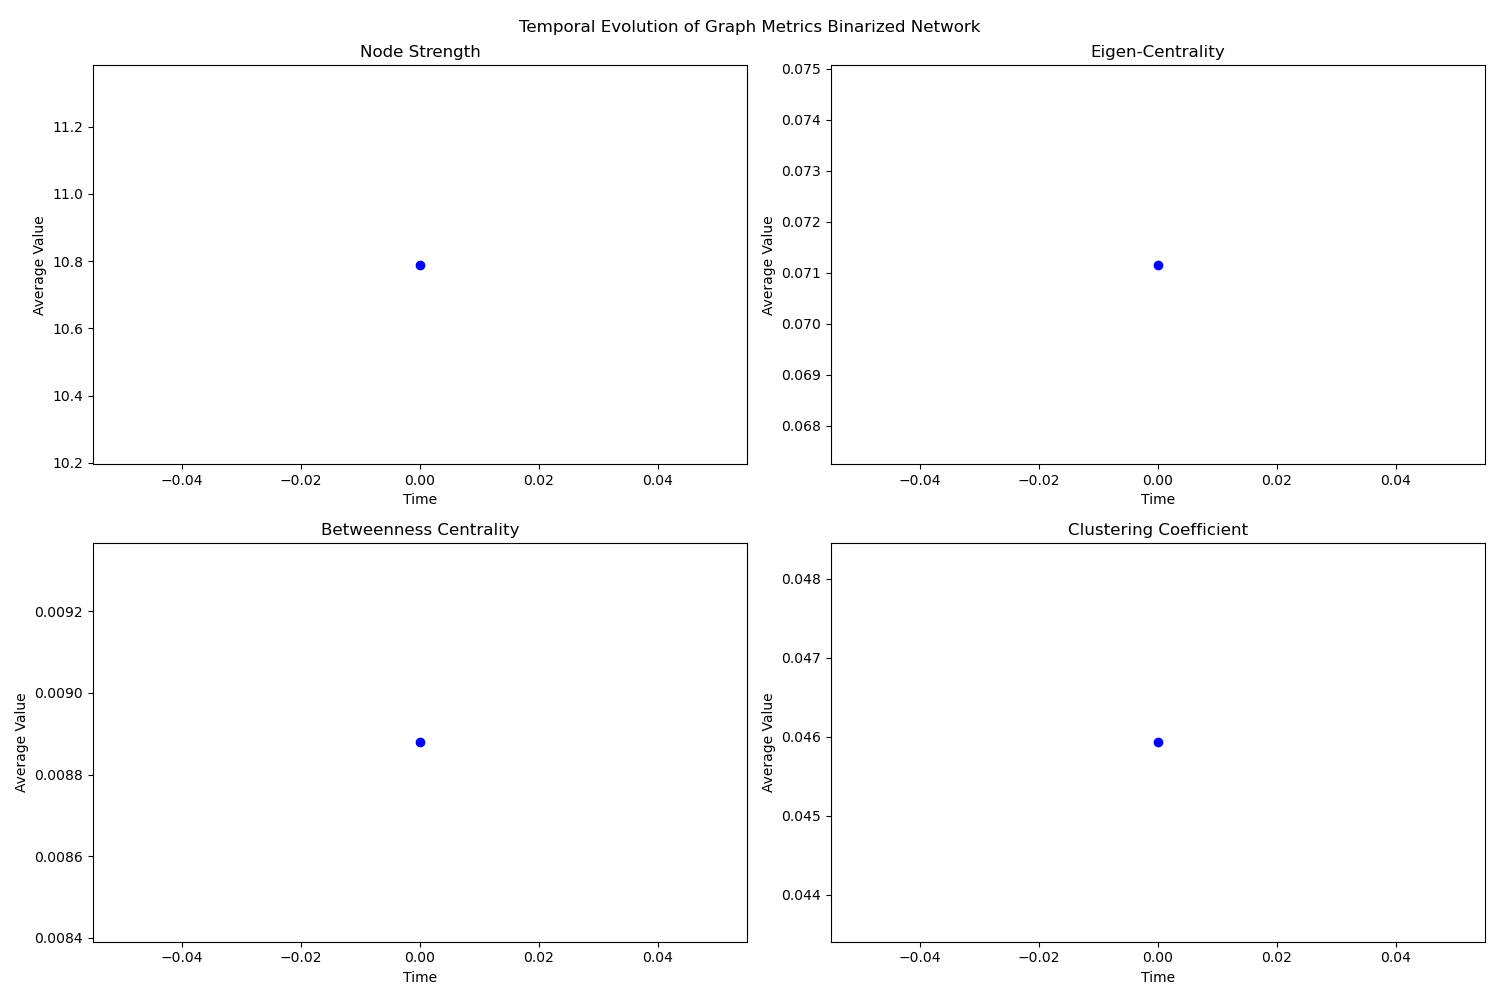 Temporal Evolution of Graph Metrics Binarized Network
Node Strength
11.2
11.0
10.8
10.6
10.4
10.2
Average Value
−0.04 −0.02 0.00 0.02 0.04
Time
Eigen-Centrality
0.075
0.074
0.073
0.072
0.071
0.070
0.069
0.068
Average Value
−0.04 −0.02 0.00 0.02 0.04
Time
Betweenness Centrality
0.0092
0.0090
0.0088
0.0086
0.0084
Average Value
−0.04 −0.02 0.00 0.02 0.04
Time
Clustering Coefficient
0.048
0.047
0.046
0.045
0.044
Average Value
−0.04 −0.02 0.00 0.02 0.04
Time